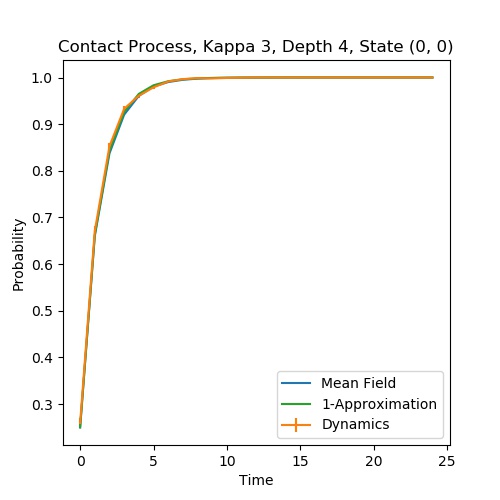 Contact Process, Kappa 3, Depth 4, State (0, 0)
1.0
0.9
0.8
0.7
0.6
0.5
0.4
0.3
Probability
Mean Field
1-Approximation
Dynamics
0 5 10 15 20 25
Time